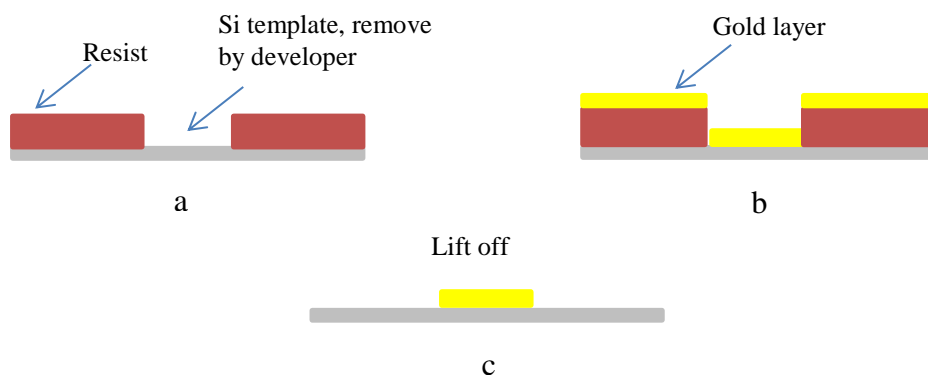 Resist
Si template, remove
by developer
a
Gold layer
b
Lift off
c